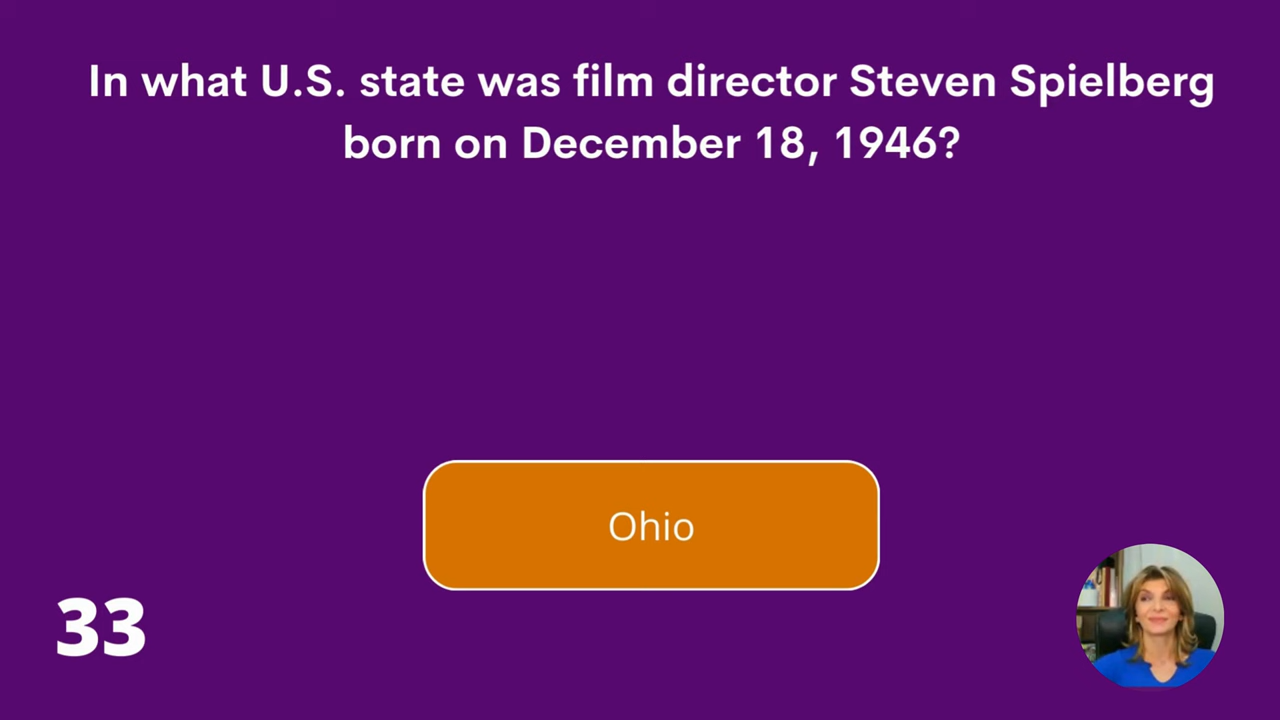 In what U.S. state was film director Steven Spielberg
born on December 18, 1946?
Ohio
33